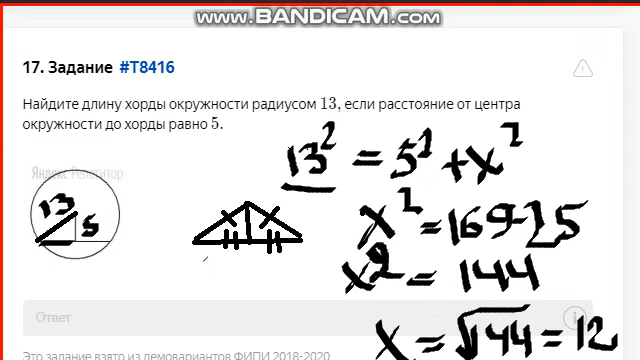 www.BANDICAM.com
17. Задание #T8416
Найдите длину хорды окружности радиусом 13, если расстояние от центра
окружности до хорды равно 5.
Яндекс Репетитор
13² = 5² + x²
13
5
x² = 169-25
x² = 144
Ответ
x = √144 = 12
Это задание взято из демовариантов ФИПИ 2018-2020